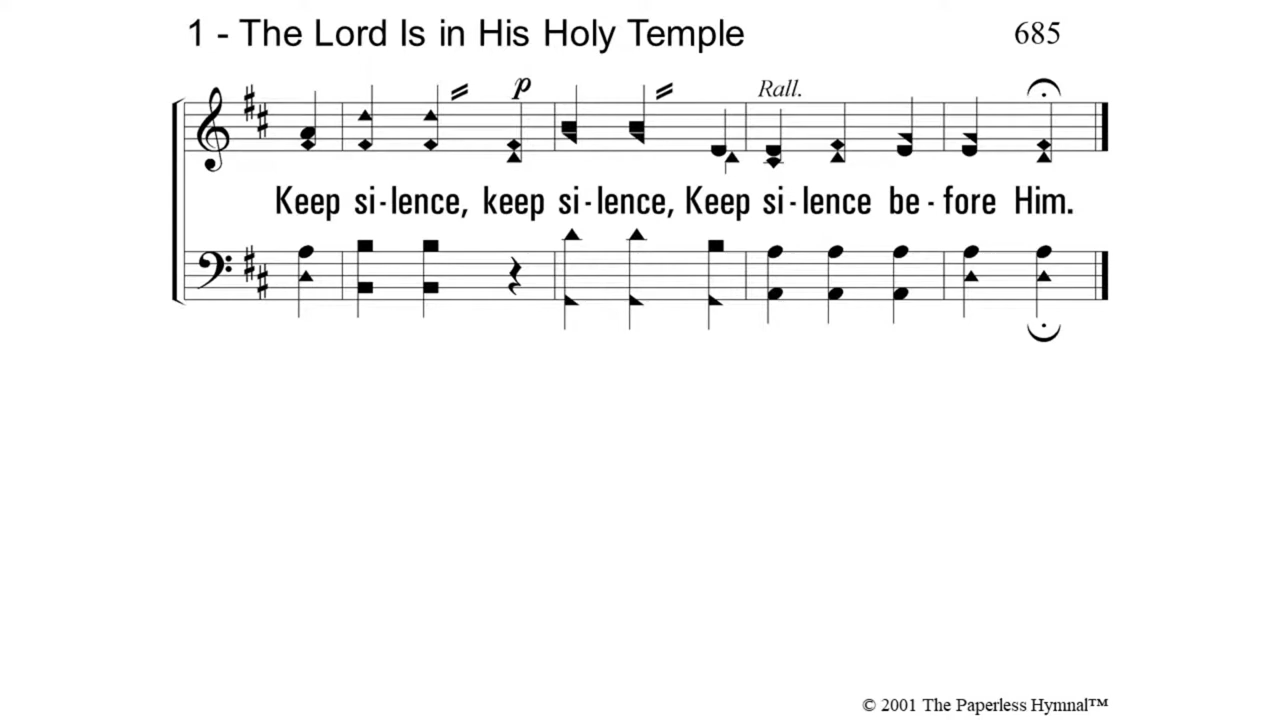 1 - The Lord Is in His Holy Temple 685
p Rall.
Keep si-lence, keep si-lence, Keep si-lence be-fore Him.
© 2001 The Paperless Hymnal™